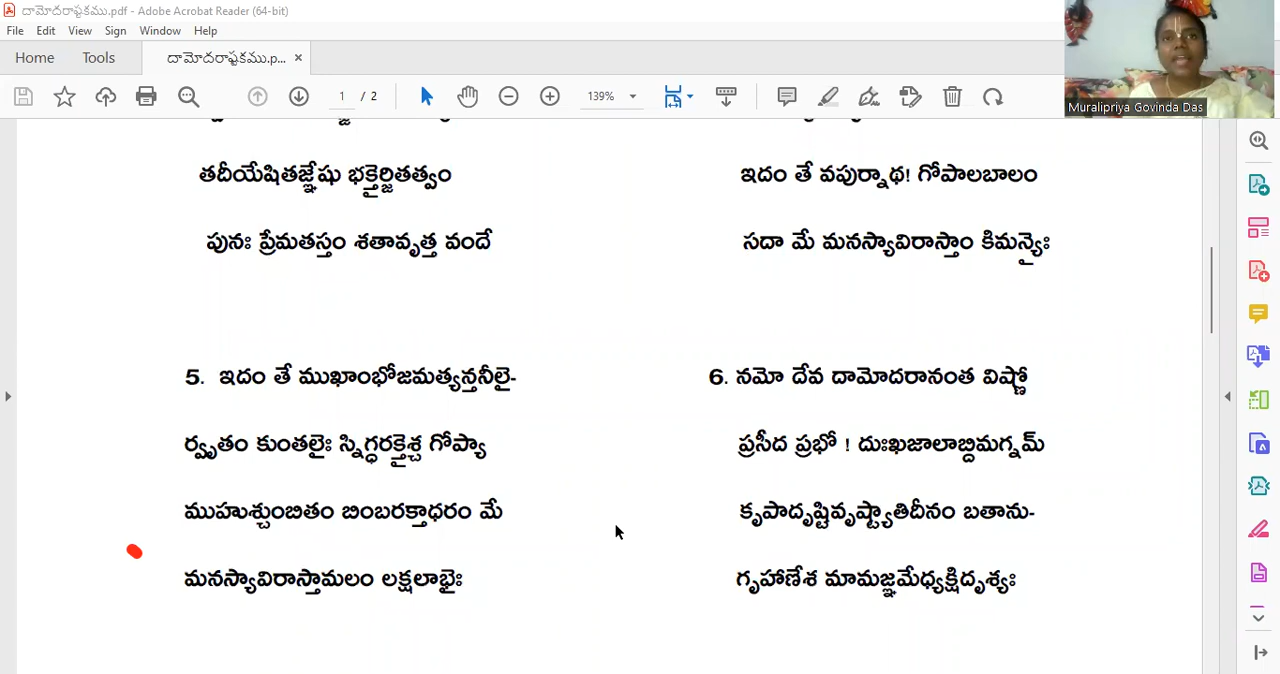 దామోదరాష్టకము.pdf - Adobe Acrobat Reader (64-bit)
File Edit View Sign Window Help
Home Tools దామోదరాష్టకము.p... ×
1 / 2 139%
Muralipriya Govinda Das
తదీయేషితజ్ఞేషు భక్తైర్జితత్వం
పునః ప్రేమతస్తం శతావృత్త వందే
ఇదం తే వపుర్నాథ! గోపాలబాలం
సదా మే మనస్యావిరాస్తాం కిమన్యైః
5. ఇదం తే ముఖాంభోజమత్యన్తనీలై-
ర్వృతం కుంతలైః స్నిగ్ధరక్తైశ్చ గోప్యా
ముహుశ్చుంబితం బింబరక్తాధరం మే
మనస్యావిరాస్తామలం లక్షలాభైః
6. నమో దేవ దామోదరానంత విష్ణో
ప్రసీద ప్రభో ! దుఃఖజాలాబ్ధిమగ్నమ్
కృపాదృష్టివృష్ట్యాతిదీనం బతాను-
గృహాణేశ మామజ్ఞమేధ్యక్షిదృశ్యః